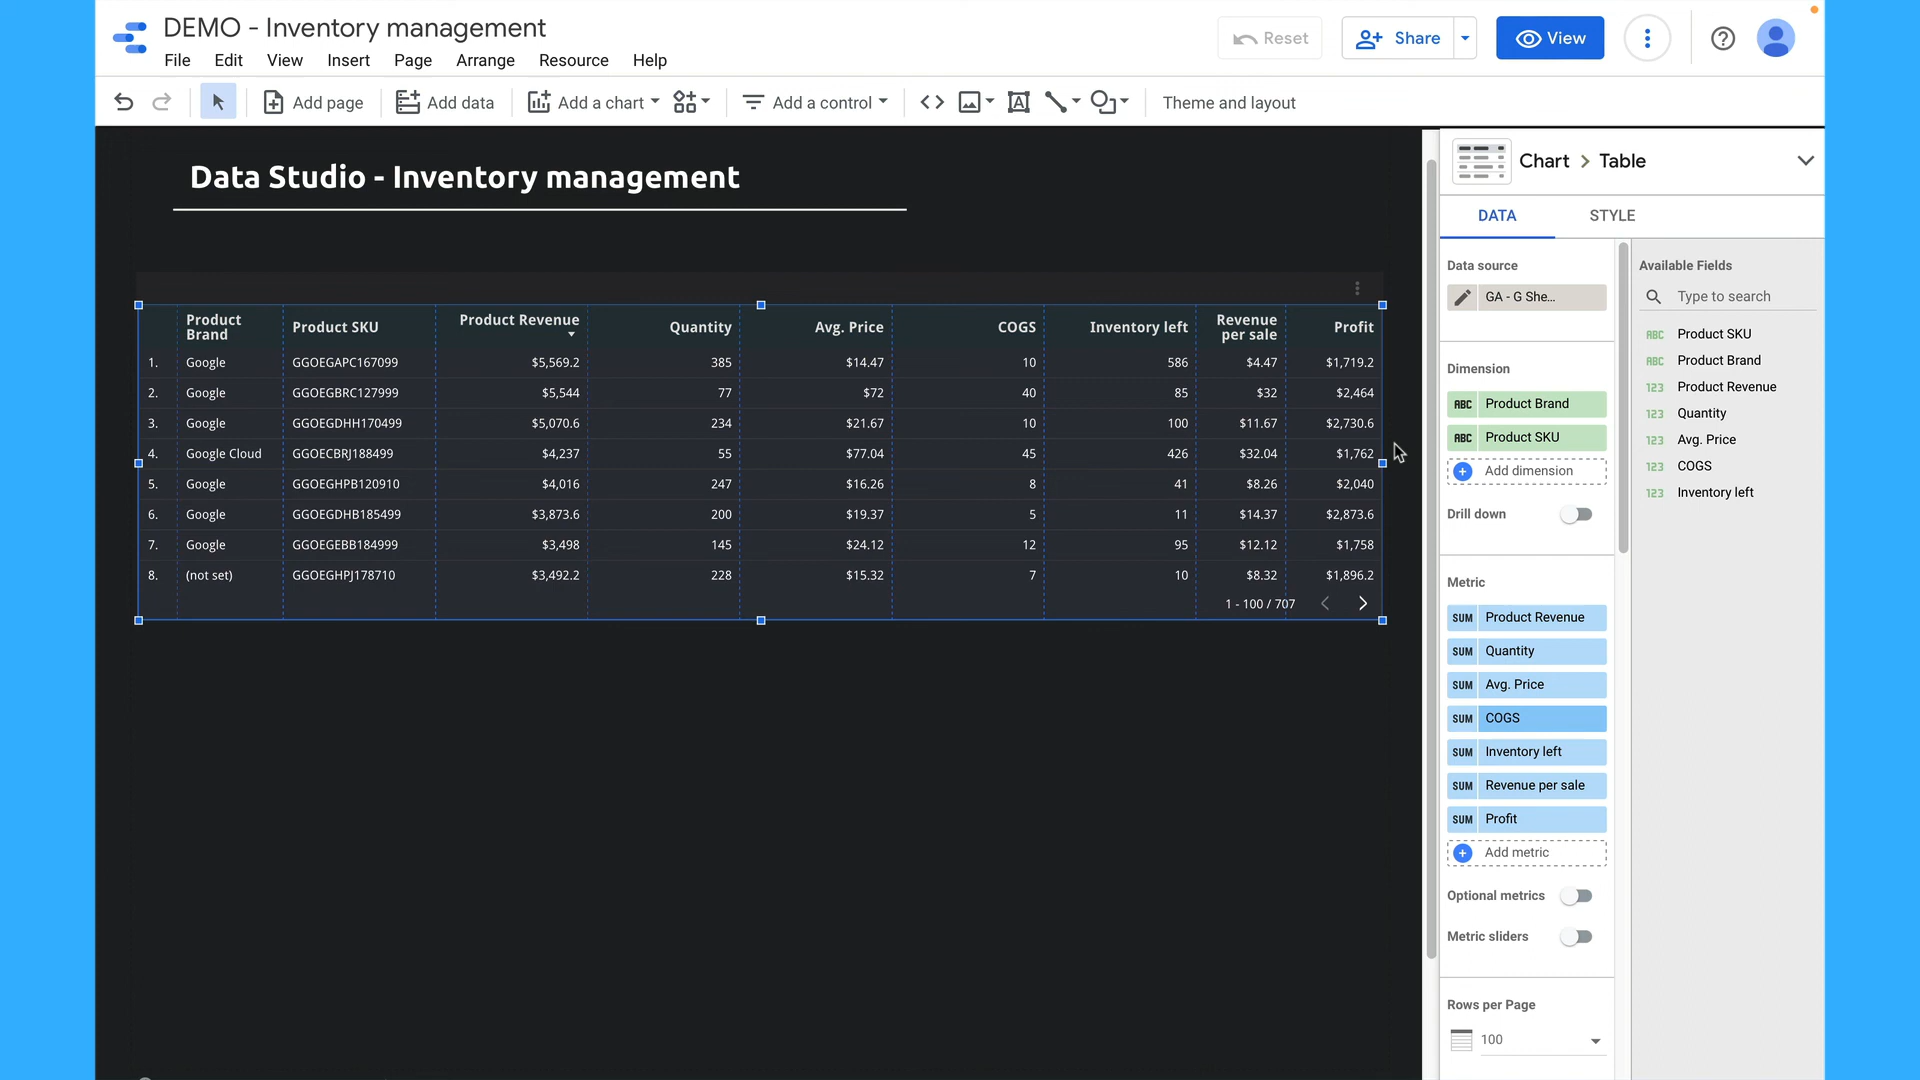 DEMO - Inventory management
Reset
Share
View
File Edit View Insert Page Arrange Resource Help
Add page
Add data
Add a chart
Add a control
Theme and layout
Data Studio - Inventory management
Product Brand Product SKU Product Revenue Quantity Avg. Price COGS Inventory left Revenue per sale Profit
1. Google GGOEGAPC167099 $5,569.2 385 $14.47 10 586 $4.47 $1,719.2
2. Google GGOEGBRC127999 $5,544 77 $72 40 85 $32 $2,464
3. Google GGOEGDHH170499 $5,070.6 234 $21.67 10 100 $11.67 $2,730.6
4. Google Cloud GGOECBRJ188499 $4,237 55 $77.04 45 426 $32.04 $1,762
5. Google GGOEGHPB120910 $4,016 247 $16.26 8 41 $8.26 $2,040
6. Google GGOEGDHB185499 $3,873.6 200 $19.37 5 11 $14.37 $2,873.6
7. Google GGOEGEBB184999 $3,498 145 $24.12 12 95 $12.12 $1,758
8. (not set) GGOEGHPJ178710 $3,492.2 228 $15.32 7 10 $8.32 $1,896.2
1 - 100 / 707
Chart > Table
DATA STYLE
Data source
GA - G She...
Dimension
ABC Product Brand
ABC Product SKU
Add dimension
Drill down
Metric
SUM Product Revenue
SUM Quantity
SUM Avg. Price
SUM COGS
SUM Inventory left
SUM Revenue per sale
SUM Profit
Add metric
Optional metrics
Metric sliders
Rows per Page
100
Available Fields
Type to search
ABC Product SKU
ABC Product Brand
123 Product Revenue
123 Quantity
123 Avg. Price
123 COGS
123 Inventory left